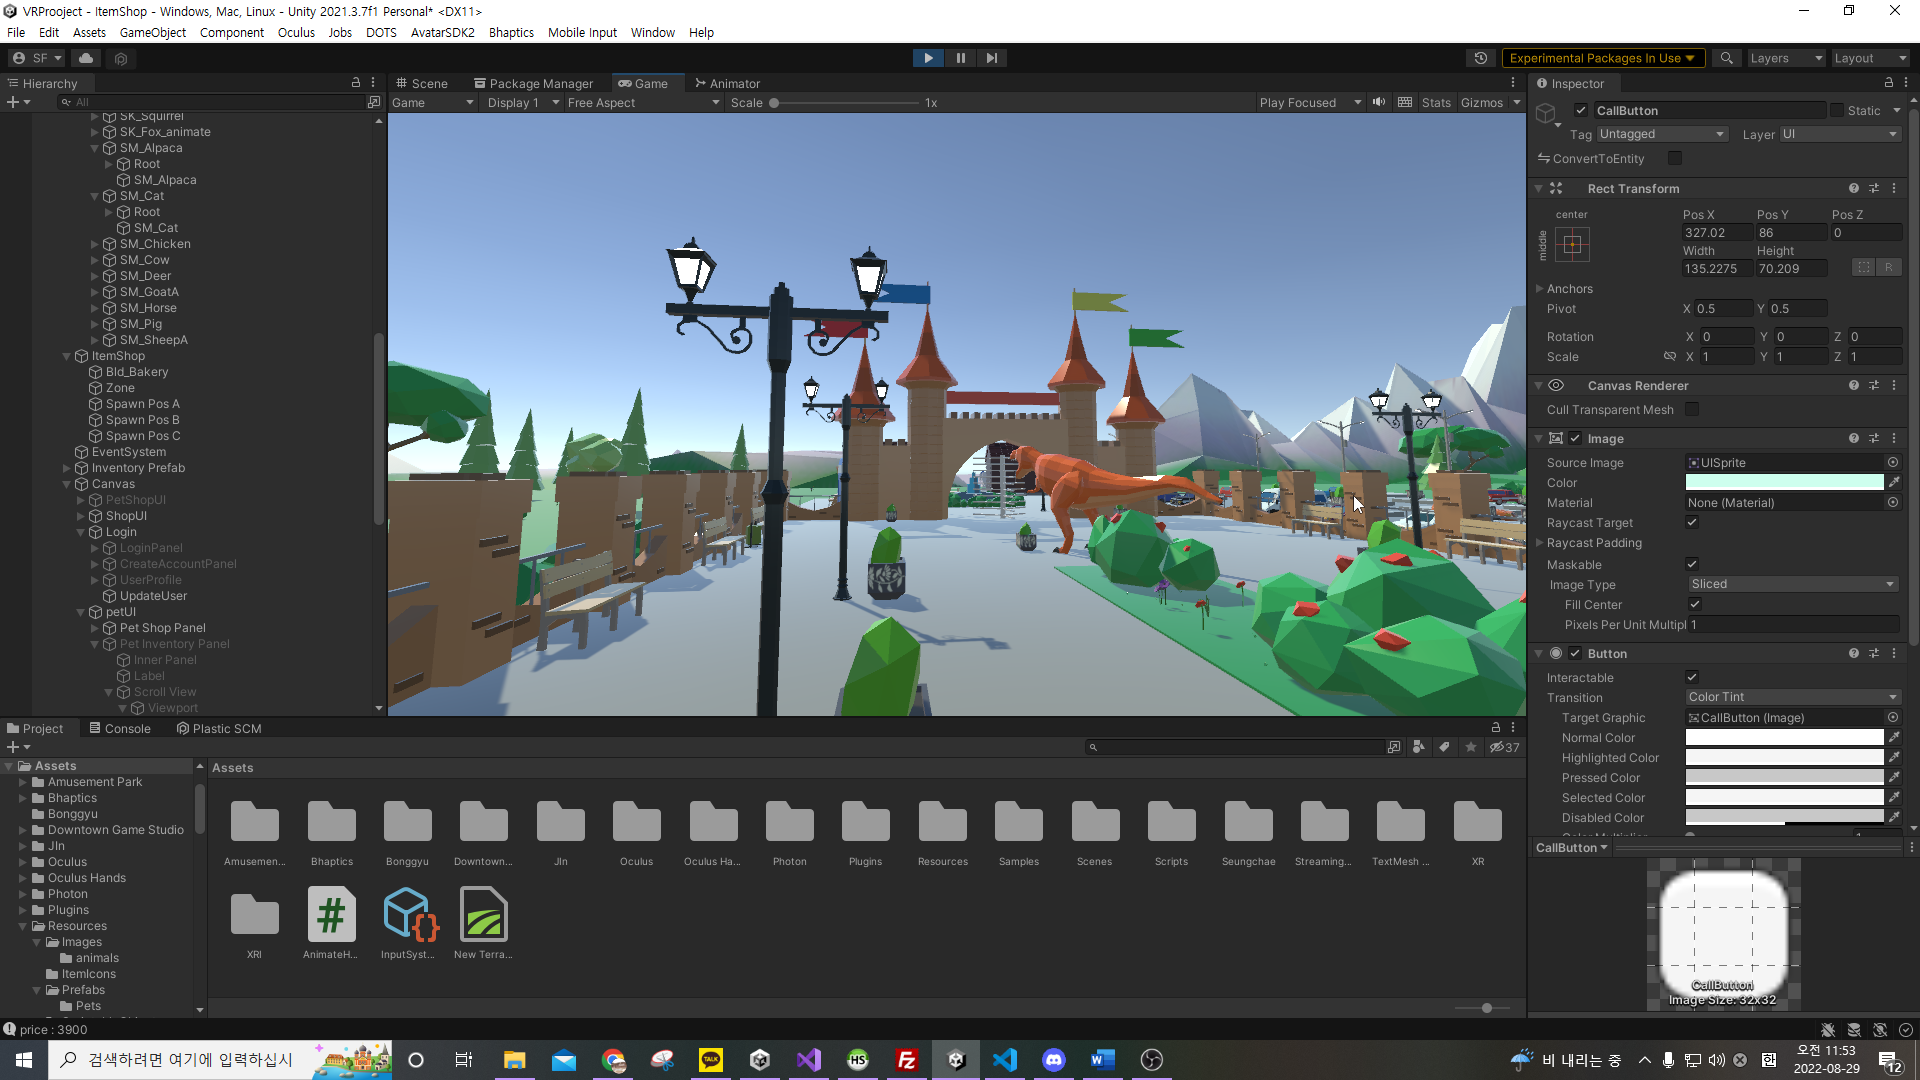 VRProoject - ItemShop - Windows, Mac, Linux - Unity 2021.3.7f1 Personal* <DX11>
File Edit Assets GameObject Component Oculus Jobs DOTS AvatarSDK2 Bhaptics Mobile Input Window Help
SF
Experimental Packages In Use Layers Layout
Hierarchy
All
SK_Squirrel
SK_Fox_animate
SM_Alpaca
Root
SM_Alpaca
SM_Cat
Root
SM_Cat
SM_Chicken
SM_Cow
SM_Deer
SM_GoatA
SM_Horse
SM_Pig
SM_SheepA
ItemShop
Bld_Bakery
Zone
Spawn Pos A
Spawn Pos B
Spawn Pos C
EventSystem
Inventory Prefab
Canvas
PetShopUI
ShopUI
Login
LoginPanel
CreateAccountPanel
UserProfile
UpdateUser
petUI
Pet Shop Panel
Pet Inventory Panel
Inner Panel
Label
Scroll View
Viewport
Scene Package Manager Game Animator
Game Display 1 Free Aspect Scale 1x Play Focused Stats Gizmos
Inspector
CallButton Static
Tag Untagged Layer UI
ConvertToEntity
Rect Transform
center
middle
Pos X Pos Y Pos Z
327.02 86 0
Width Height
135.2275 70.209 R
Anchors
Pivot X 0.5 Y 0.5
Rotation X 0 Y 0 Z 0
Scale X 1 Y 1 Z 1
Canvas Renderer
Cull Transparent Mesh
Image
Source Image UISprite
Color
Material None (Material)
Raycast Target
Raycast Padding
Maskable
Image Type Sliced
Fill Center
Pixels Per Unit Multipl 1
Button
Interactable
Transition Color Tint
Target Graphic CallButton (Image)
Normal Color
Highlighted Color
Pressed Color
Selected Color
Disabled Color
CallButton
CallButton
Image Size: 32x32
Project Console Plastic SCM
37
Assets
Amusement Park
Bhaptics
Bonggyu
Downtown Game Studio
JIn
Oculus
Oculus Hands
Photon
Plugins
Resources
Images
animals
ItemIcons
Prefabs
Pets
Assets
Amusemen... Bhaptics Bonggyu Downtown... JIn Oculus Oculus Ha... Photon Plugins Resources Samples Scenes Scripts Seungchae Streaming... TextMesh ... XR
XRI AnimateH... InputSyst... New Terra...
price : 3900
검색하려면 여기에 입력하십시
TALK
HS
비 내리는 중
오전 11:53
2022-08-29
12